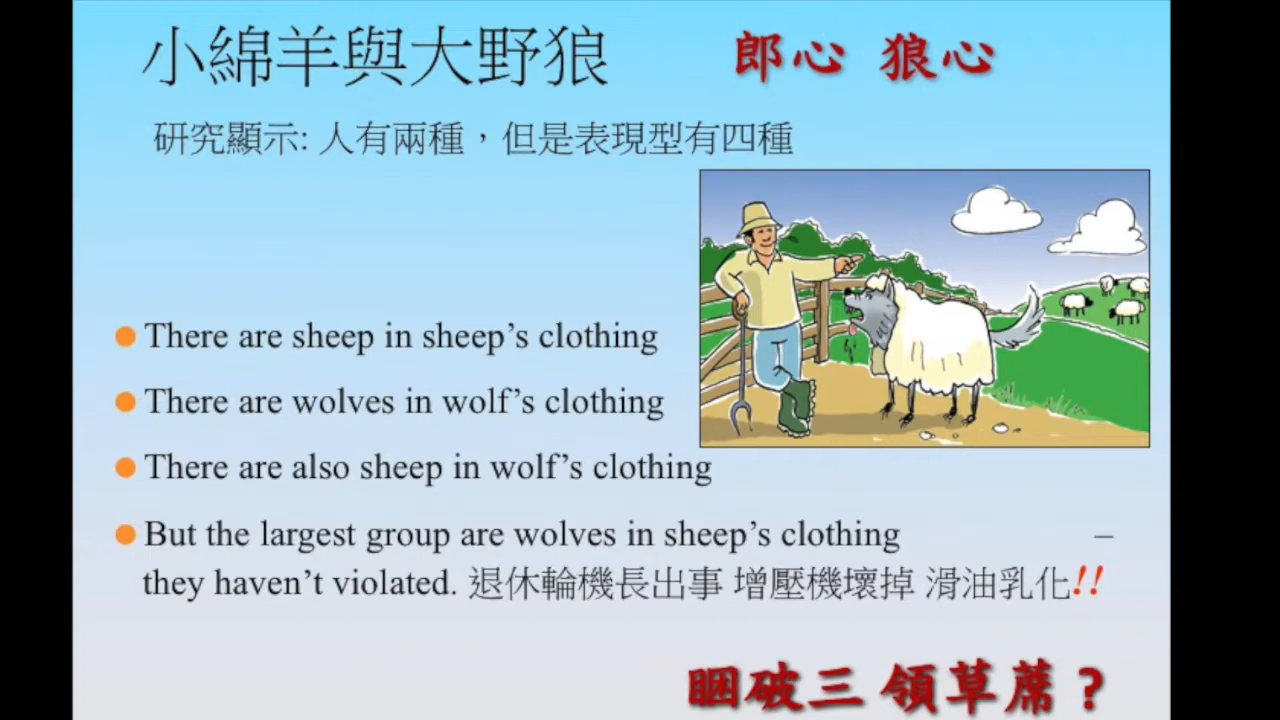 小綿羊與大野狼
郎心 狼心
研究顯示: 人有兩種，但是表現型有四種
There are sheep in sheep’s clothing
There are wolves in wolf’s clothing
There are also sheep in wolf’s clothing
But the largest group are wolves in sheep’s clothing –
they haven’t violated. 退休輪機長出事 增壓機壞掉 滑油乳化!!
睏破三領草蓆？